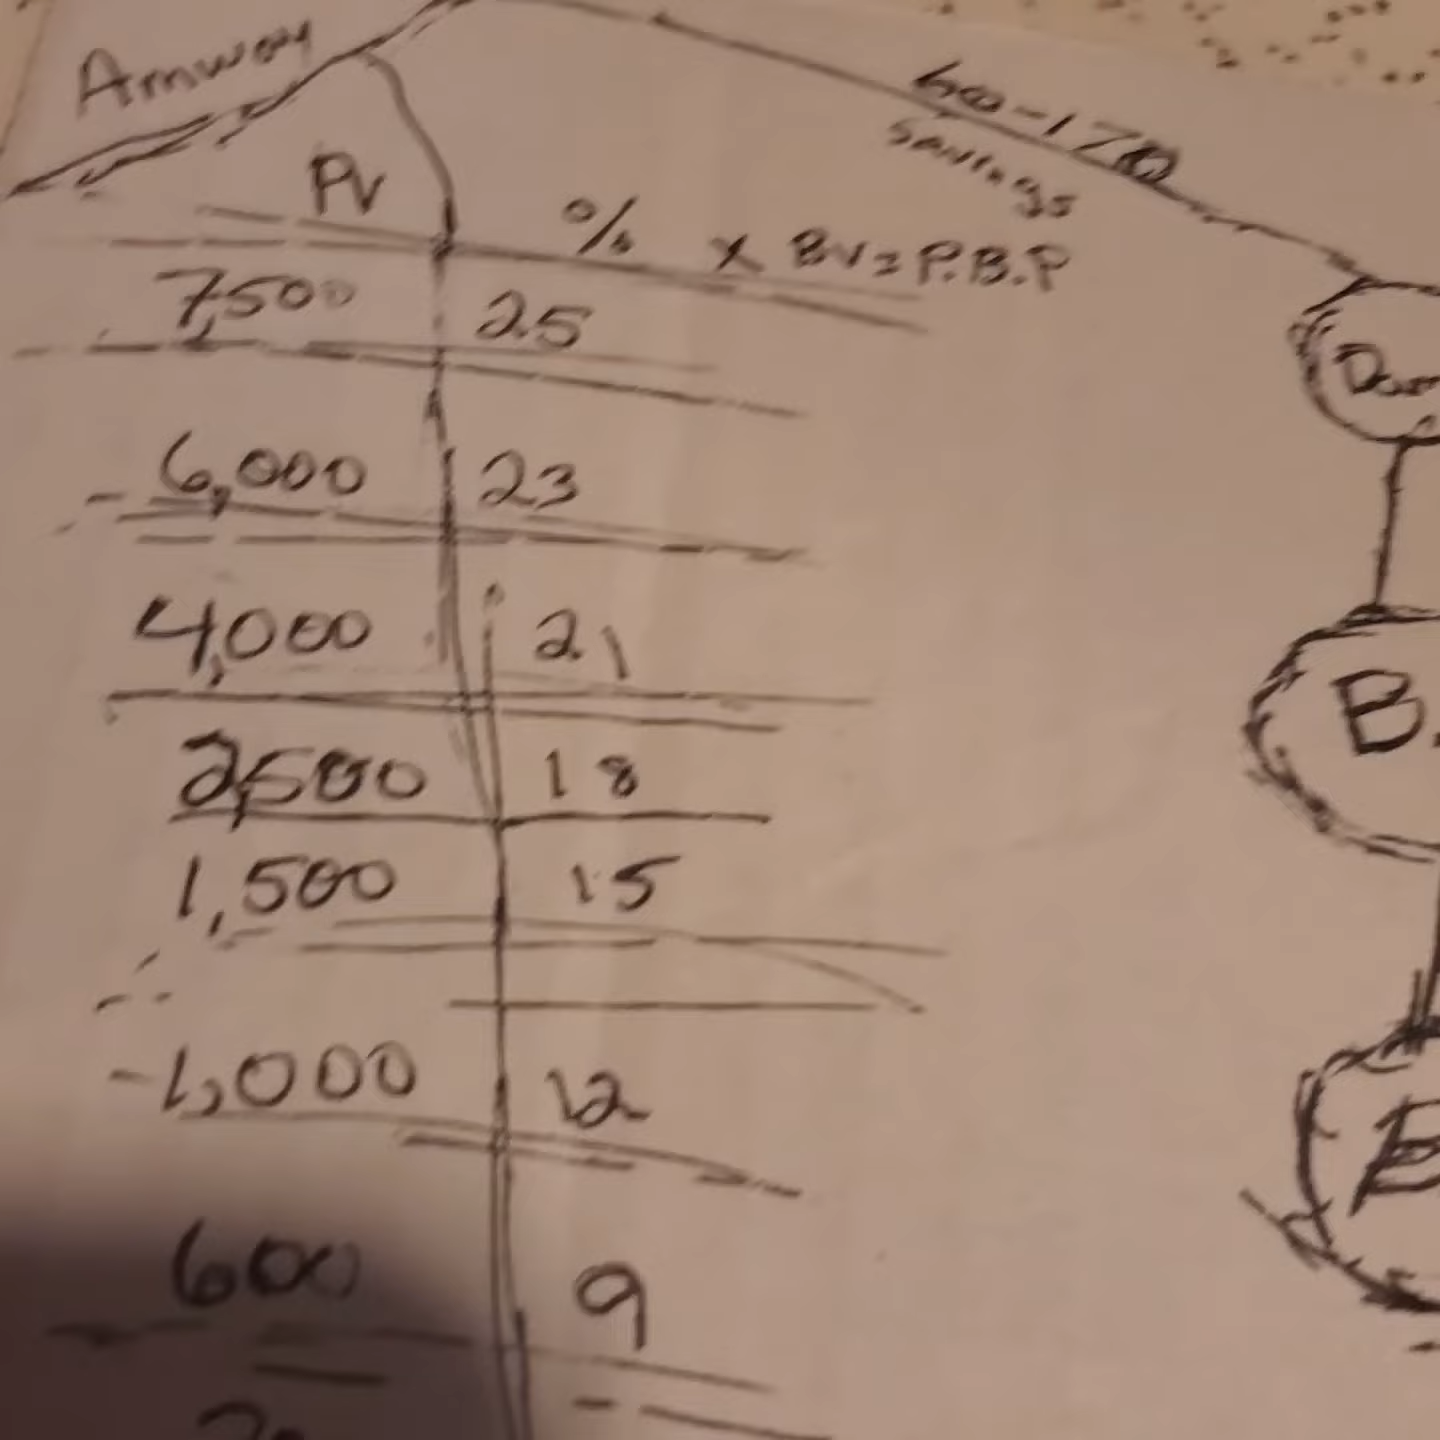 Amway
60-170
Savings
PV % x BV = P.B.P
7,500 25
6,000 23
4,000 21
2,500 18
1,500 15
1,000 12
600 9
B.